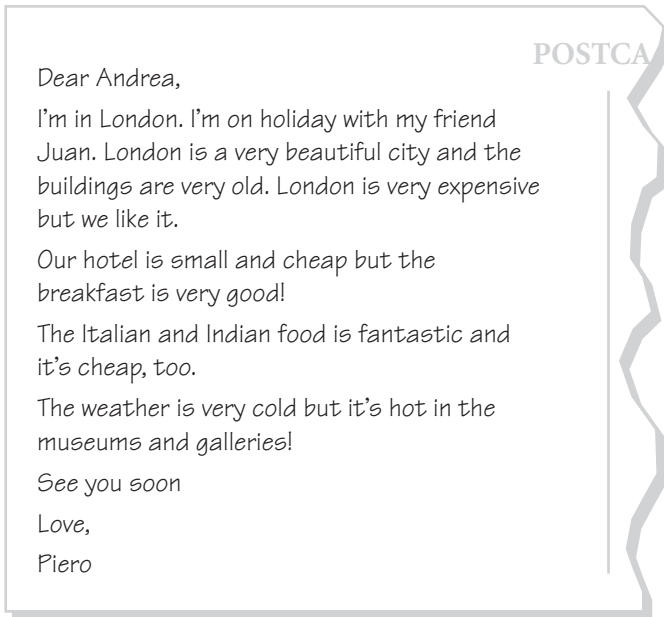 POSTCA
Dear Andrea,
I'm in London. I'm on holiday with my friend
Juan. London is a very beautiful city and the
buildings are very old. London is very expensive
but we like it.
Our hotel is small and cheap but the
breakfast is very good!
The Italian and Indian food is fantastic and
it's cheap, too.
The weather is very cold but it's hot in the
museums and galleries!
See you soon
Love,
Piero